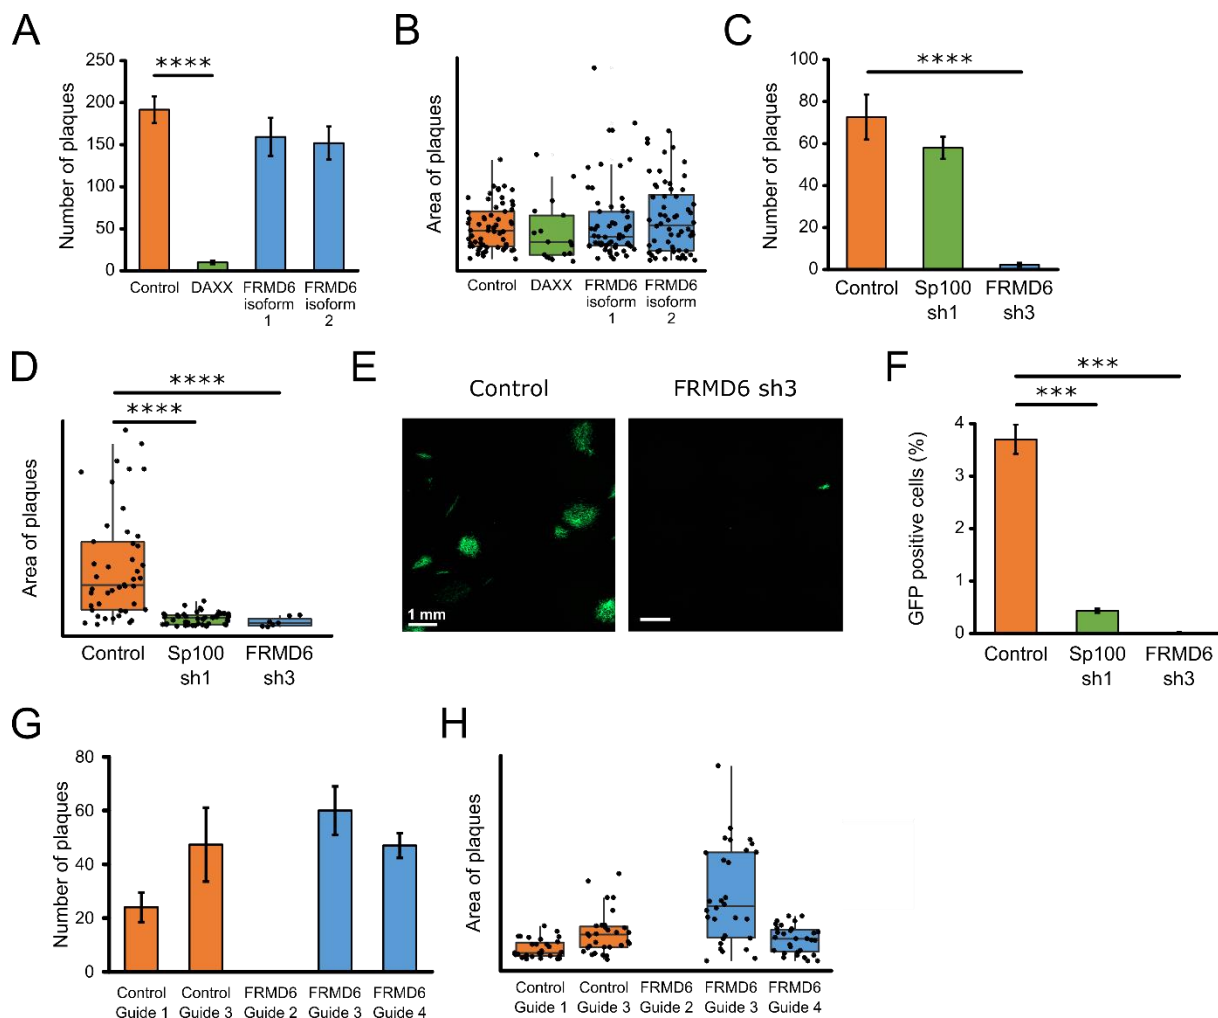 A
Number of plaques
250
200
150
100
50
0
****
Control
DAXX
FRMD6
isoform
1
FRMD6
isoform
2
B
Area of plaques
Control
DAXX
FRMD6
isoform
1
FRMD6
isoform
2
C
Number of plaques
100
80
60
40
20
0
****
Control
Sp100
sh1
FRMD6
sh3
D
Area of plaques
****
****
Control
Sp100
sh1
FRMD6
sh3
E
Control
FRMD6 sh3
1 mm
F
GFP positive cells (%)
4
3
4
1
0
***
***
Control
Sp100
sh1
FRMD6
sh3
G
Number of plaques
80
60
40
20
0
Control
Guide 1
Control
Guide 3
FRMD6
Guide 2
FRMD6
Guide 3
FRMD6
Guide 4
H
Area of plaques
Control
Guide 1
Control
Guide 3
FRMD6
Guide 2
FRMD6
Guide 3
FRMD6
Guide 4